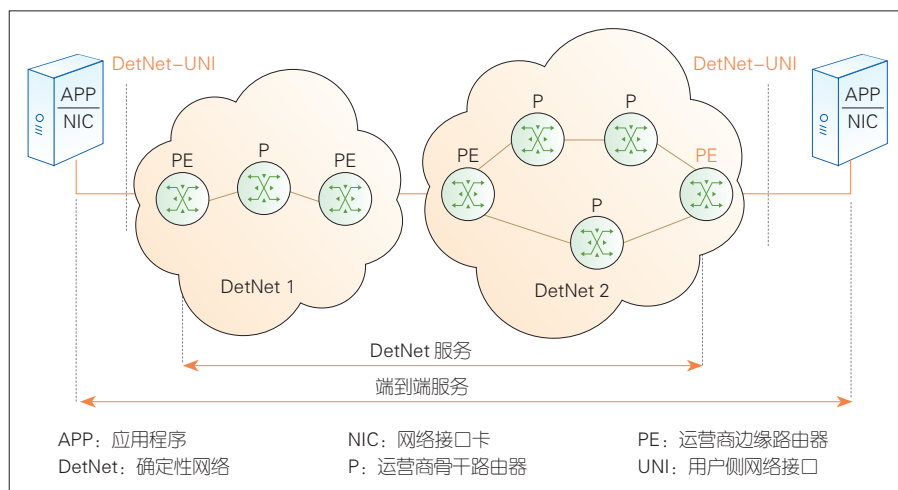 DetNet–UNI
DetNet–UNI
APP
NIC
APP
NIC
P
P
PE
P
PE
PE
PE
P
DetNet 1
DetNet 2
DetNet 服务
端到端服务
APP：应用程序
NIC：网络接口卡
PE：运营商边缘路由器
DetNet：确定性网络
P：运营商骨干路由器
UNI：用户侧网络接口